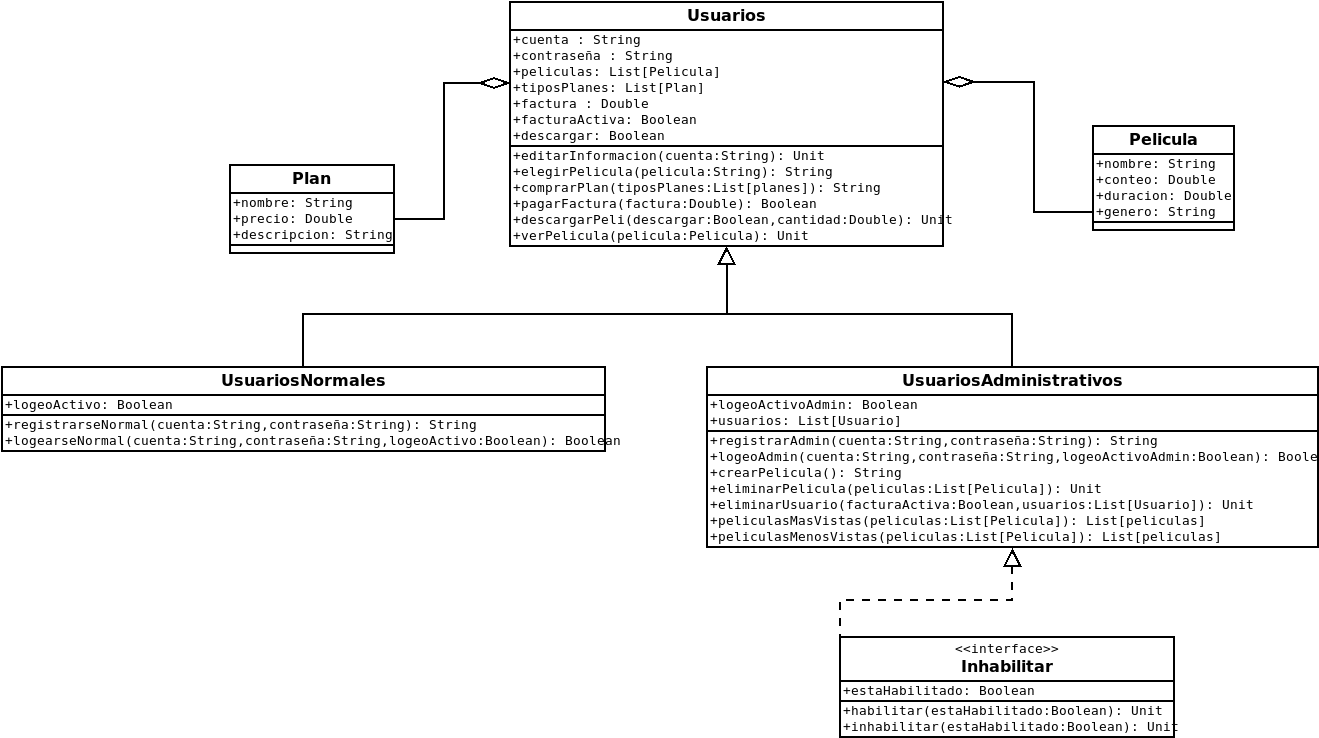 Usuarios
+cuenta : String
+contraseña : String
+peliculas: List[Pelicula]
+tiposPlanes: List[Plan]
+factura : Double
+facturaActiva: Boolean
+descargar: Boolean
+editarInformacion(cuenta:String): Unit
+elegirPelicula(pelicula:String): String
+comprarPlan(tiposPlanes:List[planes]): String
+pagarFactura(factura:Double): Boolean
+descargarPeli(descargar:Boolean,cantidad:Double): Unit
+verPelicula(pelicula:Pelicula): Unit
Plan
+nombre: String
+precio: Double
+descripcion: String
Pelicula
+nombre: String
+conteo: Double
+duracion: Double
+genero: String
UsuariosNormales
+logeoActivo: Boolean
+registrarseNormal(cuenta:String,contraseña:String): String
+logearseNormal(cuenta:String,contraseña:String,logeoActivo:Boolean): Boolean
UsuariosAdministrativos
+logeoActivoAdmin: Boolean
+usuarios: List[Usuario]
+registrarAdmin(cuenta:String,contraseña:String): String
+logeoAdmin(cuenta:String,contraseña:String,logeoActivoAdmin:Boolean): Boole
+crearPelicula(): String
+eliminarPelicula(peliculas:List[Pelicula]): Unit
+eliminarUsuario(facturaActiva:Boolean,usuarios:List[Usuario]): Unit
+peliculasMasVistas(peliculas:List[Pelicula]): List[peliculas]
+peliculasMenosVistas(peliculas:List[Pelicula]): List[peliculas]
<<interface>>
Inhabilitar
+estaHabilitado: Boolean
+habilitar(estaHabilitado:Boolean): Unit
+inhabilitar(estaHabilitado:Boolean): Unit